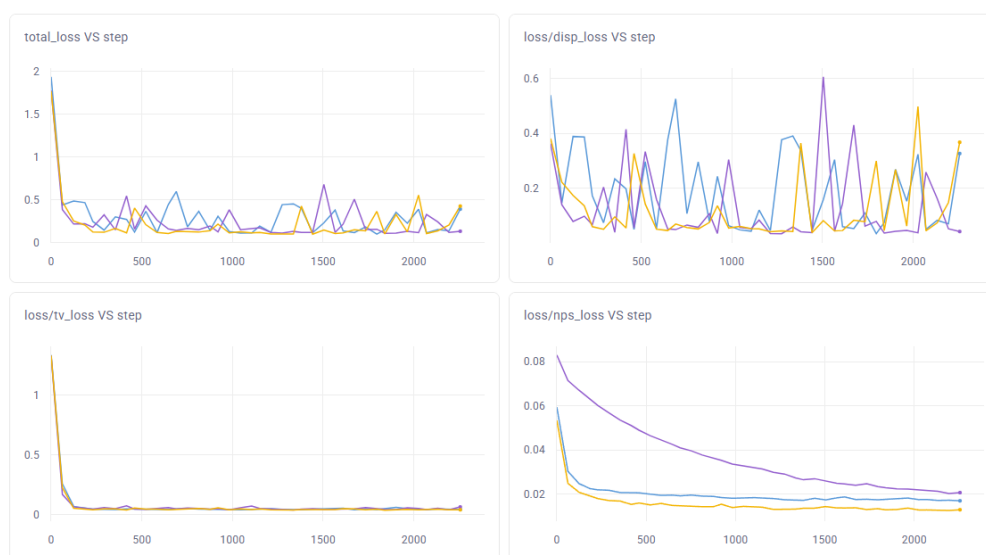 total_loss VS step
2
1.5
1
0.5
0
0 500 1000 1500 2000
loss/disp_loss VS step
0.6
0.4
0.2
0 500 1000 1500 2000
loss/tv_loss VS step
1
0.5
0
0 500 1000 1500 2000
loss/nps_loss VS step
0.08
0.06
0.04
0.02
0 500 1000 1500 2000